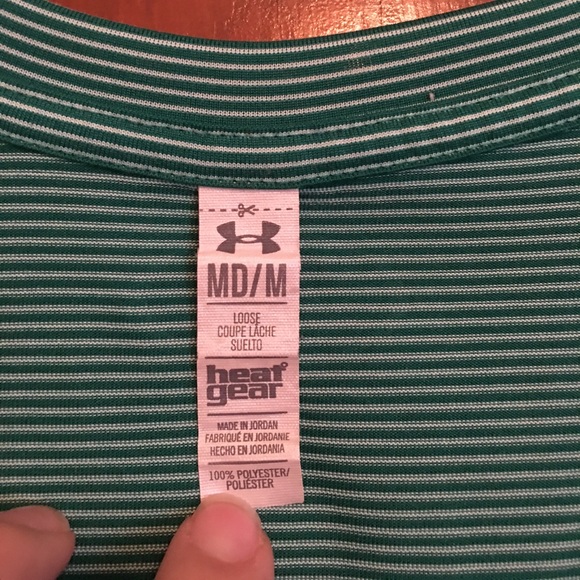 MD/M
LOOSE
COUPE LÂCHE
SUELTO
heat
gear
MADE IN JORDAN
FABRIQUÉ EN JORDANIE
HECHO EN JORDANIA
100% POLYESTER/
POLIÉSTER